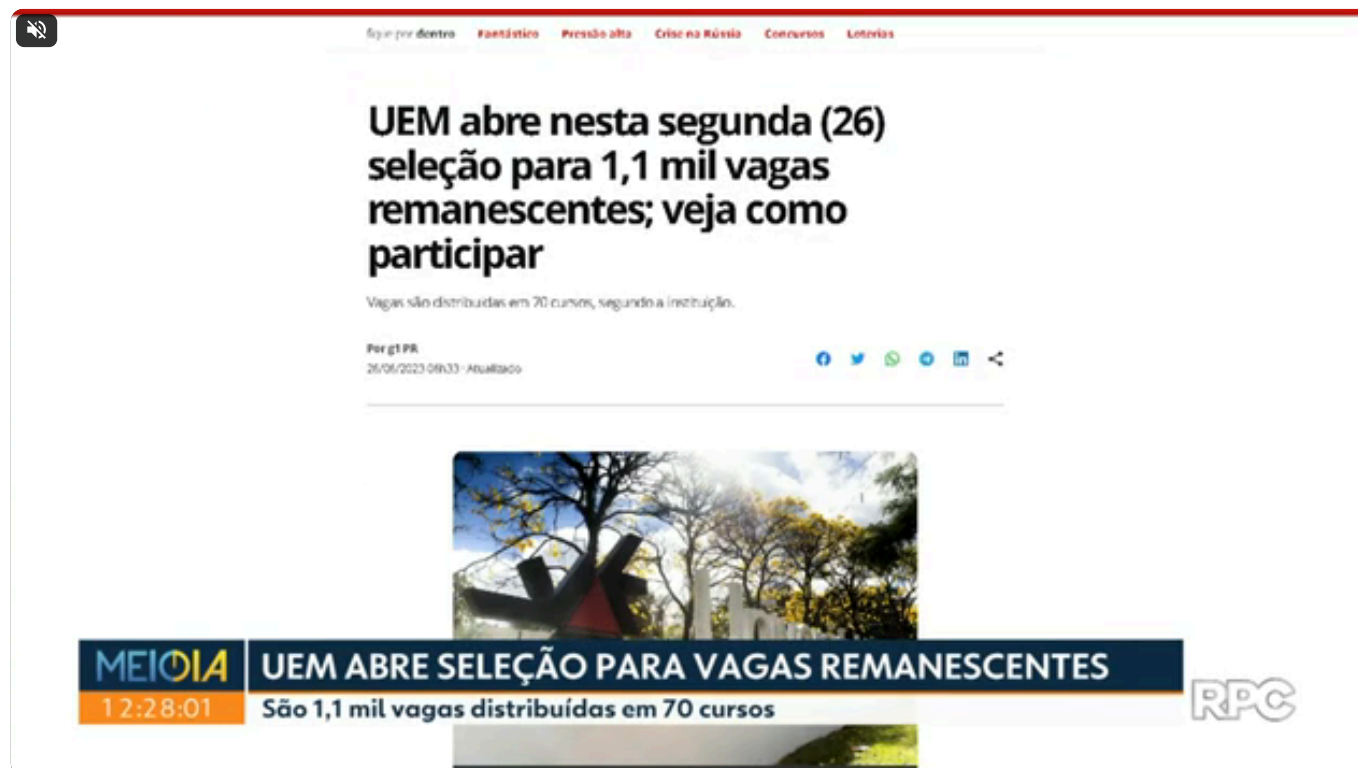 fique por dentro Fantástico Pressão alta Crise na Rússia Concursos Loterias
UEM abre nesta segunda (26)
seleção para 1,1 mil vagas
remanescentes; veja como
participar
Vagas são distribuídas em 70 cursos, segundo a instituição.
Por g1 PR
26/06/2023 06h33 · Atualizado
MEIODIA
UEM ABRE SELEÇÃO PARA VAGAS REMANESCENTES
12:28:01
São 1,1 mil vagas distribuídas em 70 cursos
RPC